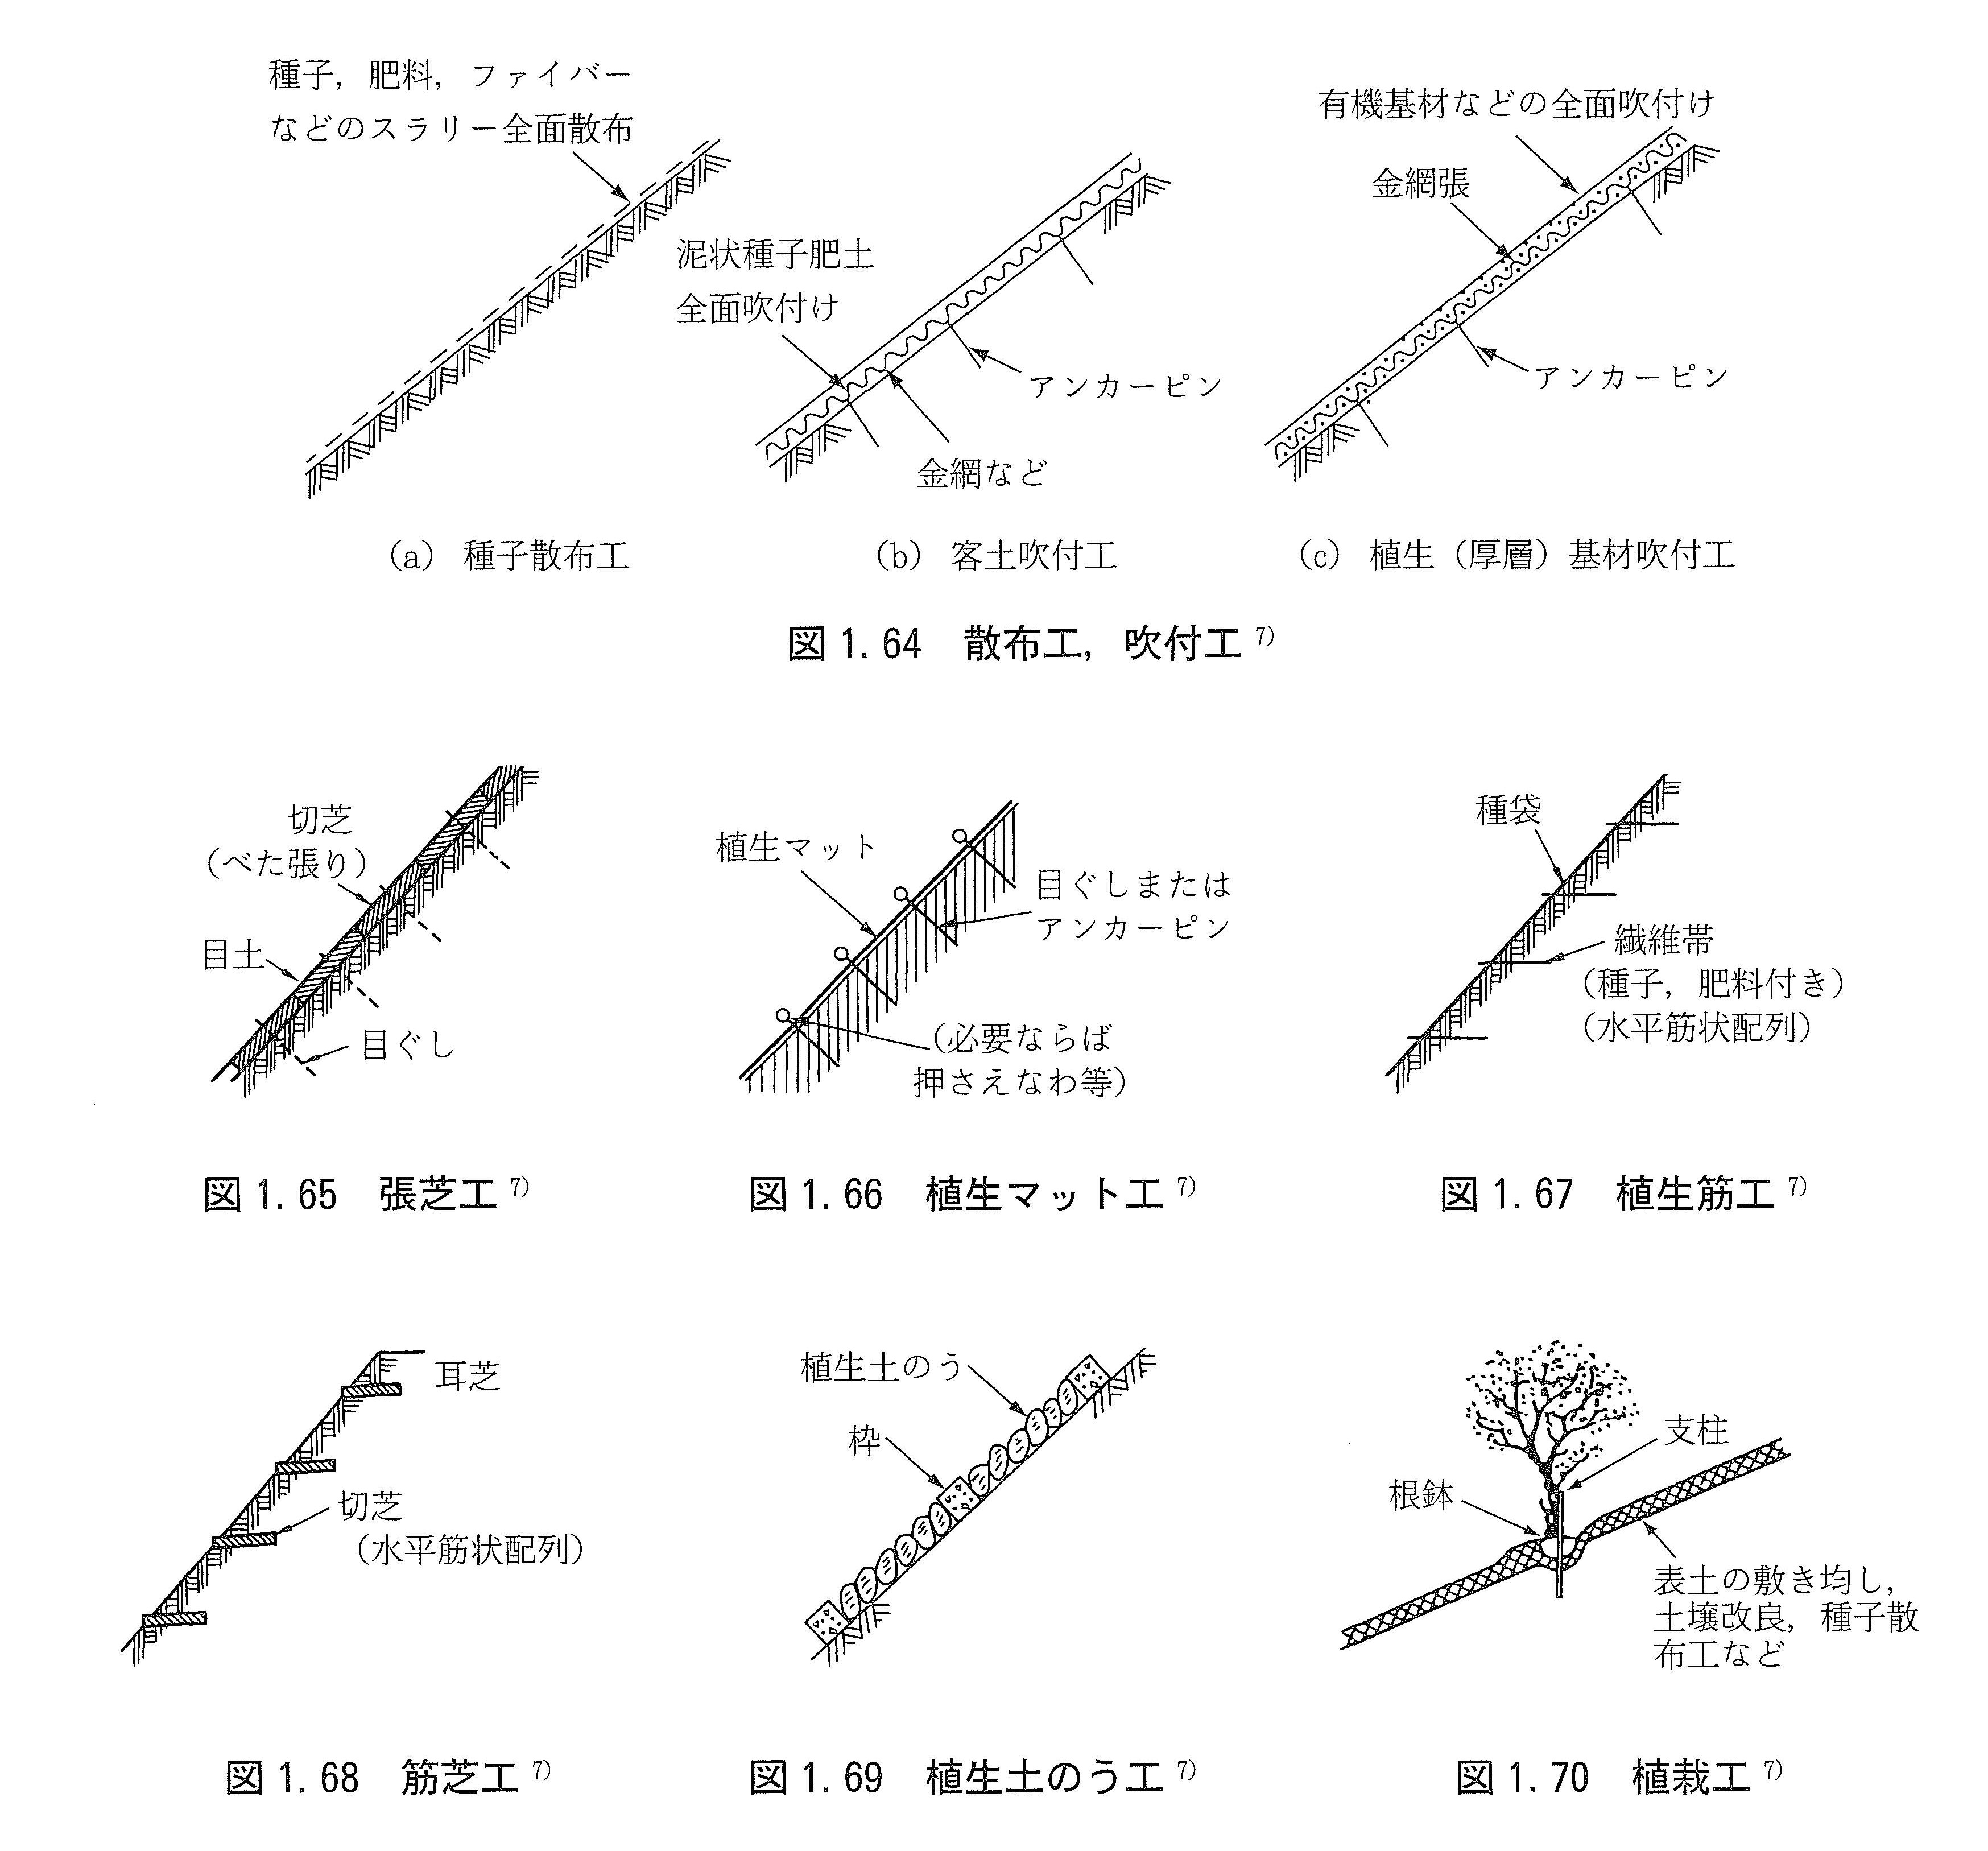 種子，肥料，ファイバー
などのスラリー全面散布
泥状種子肥土
全面吹付け
アンカーピン
金網など
有機基材などの全面吹付け
金網張
アンカーピン
(a) 種子散布工
(b) 客土吹付工
(c) 植生（厚層）基材吹付工
図 1. 64 散布工，吹付工 7)
切芝
（べた張り）
目土
目ぐし
植生マット
目ぐしまたは
アンカーピン
（必要ならば
押さえなわ等）
種袋
繊維帯
（種子，肥料付き）
（水平筋状配列）
図 1. 65 張芝工 7)
図 1. 66 植生マット工 7)
図 1. 67 植生筋工 7)
耳芝
切芝
（水平筋状配列）
植生土のう
枠
支柱
根鉢
表土の敷き均し，
土壌改良，種子散
布工など
図 1. 68 筋芝工 7)
図 1. 69 植生土のう工 7)
図 1. 70 植栽工 7)